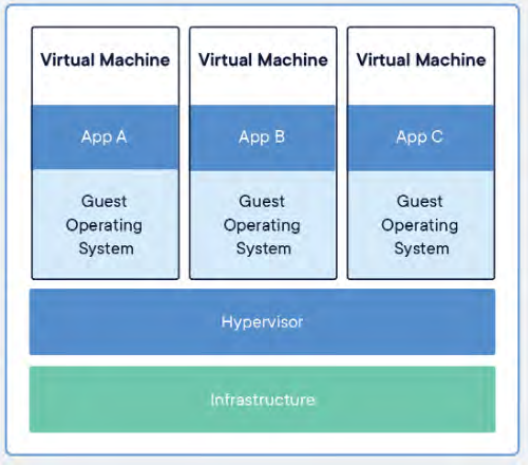 Virtual Machine
Virtual Machine
Virtual Machine
App A
App B
App C
Guest
Operating
System
Guest
Operating
System
Guest
Operating
System
Hypervisor
Infrastructure